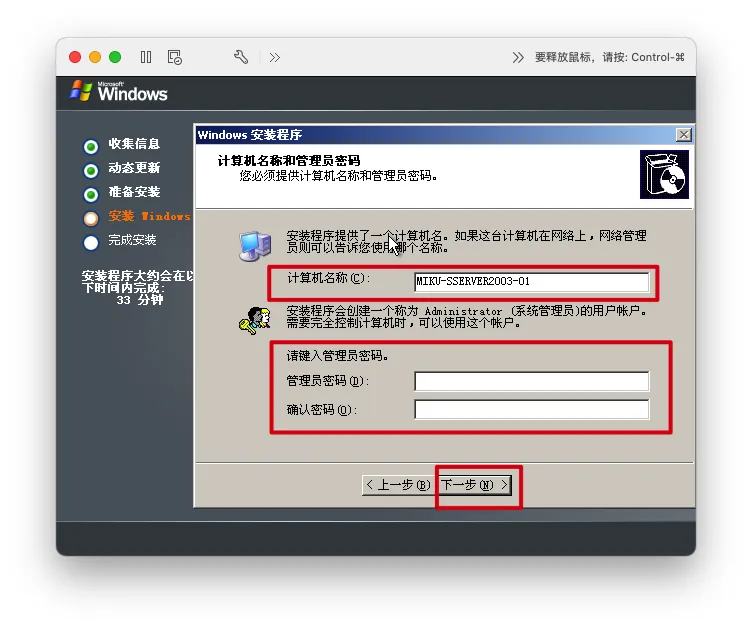 要释放鼠标，请按: Control-⌘
Microsoft
Windows
收集信息
动态更新
准备安装
安装 Windows
完成安装
安装程序大约会在以
下时间内完成:
33 分钟
Windows 安装程序
计算机名称和管理员密码
您必须提供计算机名称和管理员密码。
安装程序提供了一个计算机名。如果这台计算机在网络上，网络管理
员则可以告诉您使用哪个名称。
计算机名称(C):
MIKU-SSERVER2003-01
安装程序会创建一个称为 Administrator (系统管理员)的用户帐户。
需要完全控制计算机时，可以使用这个帐户。
请键入管理员密码。
管理员密码(D):
确认密码(O):
< 上一步(B)
下一步(N) >